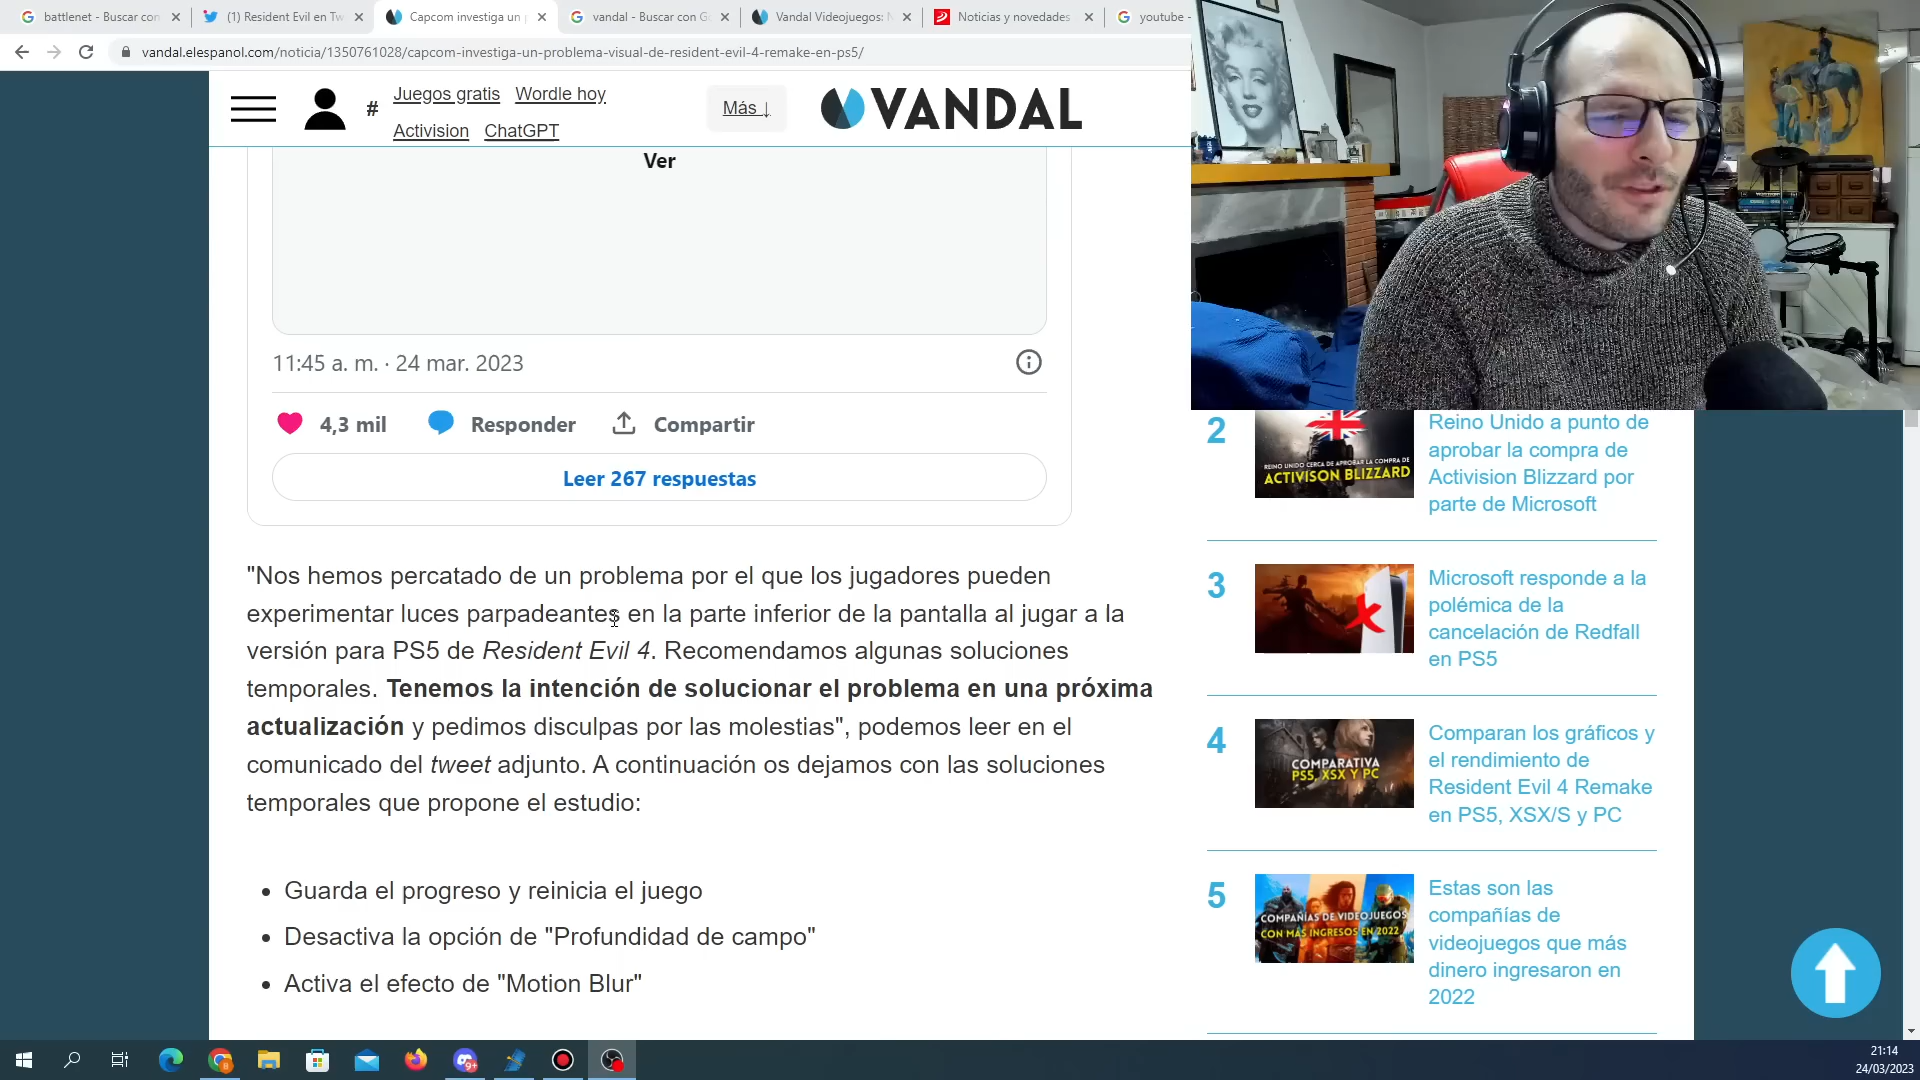 battlenet - Buscar con
(1) Resident Evil en Tw
Capcom investiga un
vandal - Buscar con G
Vandal Videojuegos: N
Noticias y novedades
youtube -
vandal.elespanol.com/noticia/1350761028/capcom-investiga-un-problema-visual-de-resident-evil-4-remake-en-ps5/
# Juegos gratis Wordle hoy
Activision ChatGPT
Más ↓
VANDAL
Ver
11:45 a. m. · 24 mar. 2023
4,3 mil Responder Compartir
Leer 267 respuestas
"Nos hemos percatado de un problema por el que los jugadores pueden
experimentar luces parpadeantes en la parte inferior de la pantalla al jugar a la
versión para PS5 de Resident Evil 4. Recomendamos algunas soluciones
temporales. Tenemos la intención de solucionar el problema en una próxima
actualización y pedimos disculpas por las molestias", podemos leer en el
comunicado del tweet adjunto. A continuación os dejamos con las soluciones
temporales que propone el estudio:
• Guarda el progreso y reinicia el juego
• Desactiva la opción de "Profundidad de campo"
• Activa el efecto de "Motion Blur"
2
REINO UNIDO CERCA DE APROBAR LA COMPRA DE
ACTIVISON BLIZZARD
Reino Unido a punto de
aprobar la compra de
Activision Blizzard por
parte de Microsoft
3
Microsoft responde a la
polémica de la
cancelación de Redfall
en PS5
4
COMPARATIVA
PS5, XSX Y PC
Comparan los gráficos y
el rendimiento de
Resident Evil 4 Remake
en PS5, XSX/S y PC
5
COMPAÑÍAS DE VIDEOJUEGOS
CON MÁS INGRESOS EN 2022
Estas son las
compañías de
videojuegos que más
dinero ingresaron en
2022
9+
21:14
24/03/2023